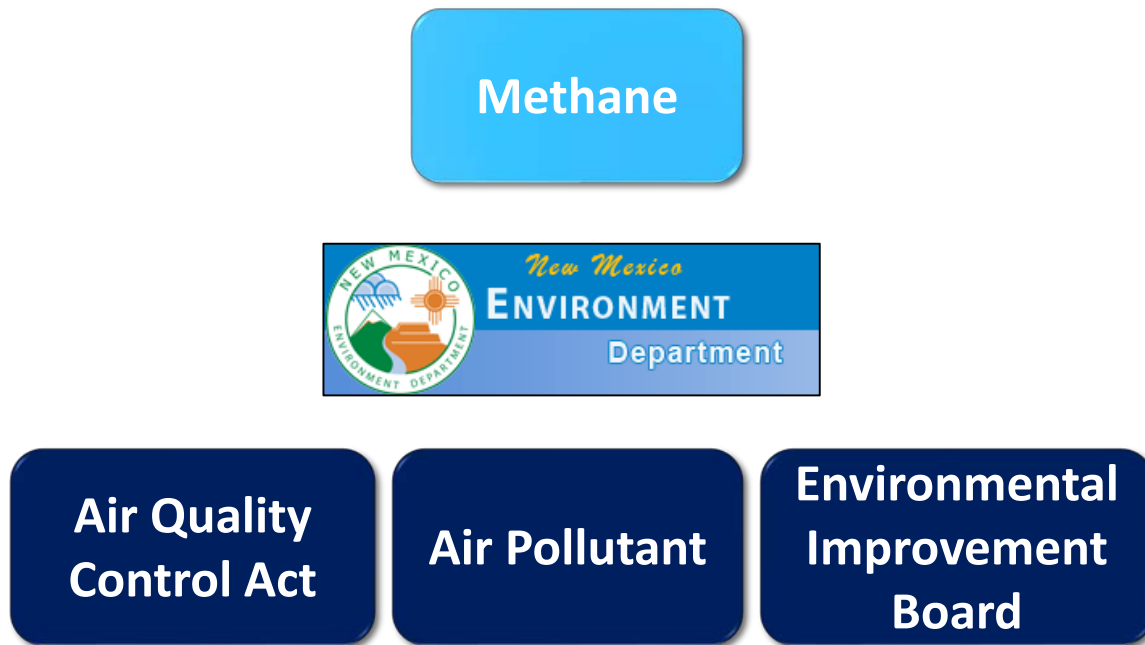 Methane
NEW MEXICO
ENVIRONMENT DEPARTMENT
New Mexico
ENVIRONMENT
Department
Air Quality
Control Act
Air Pollutant
Environmental
Improvement
Board